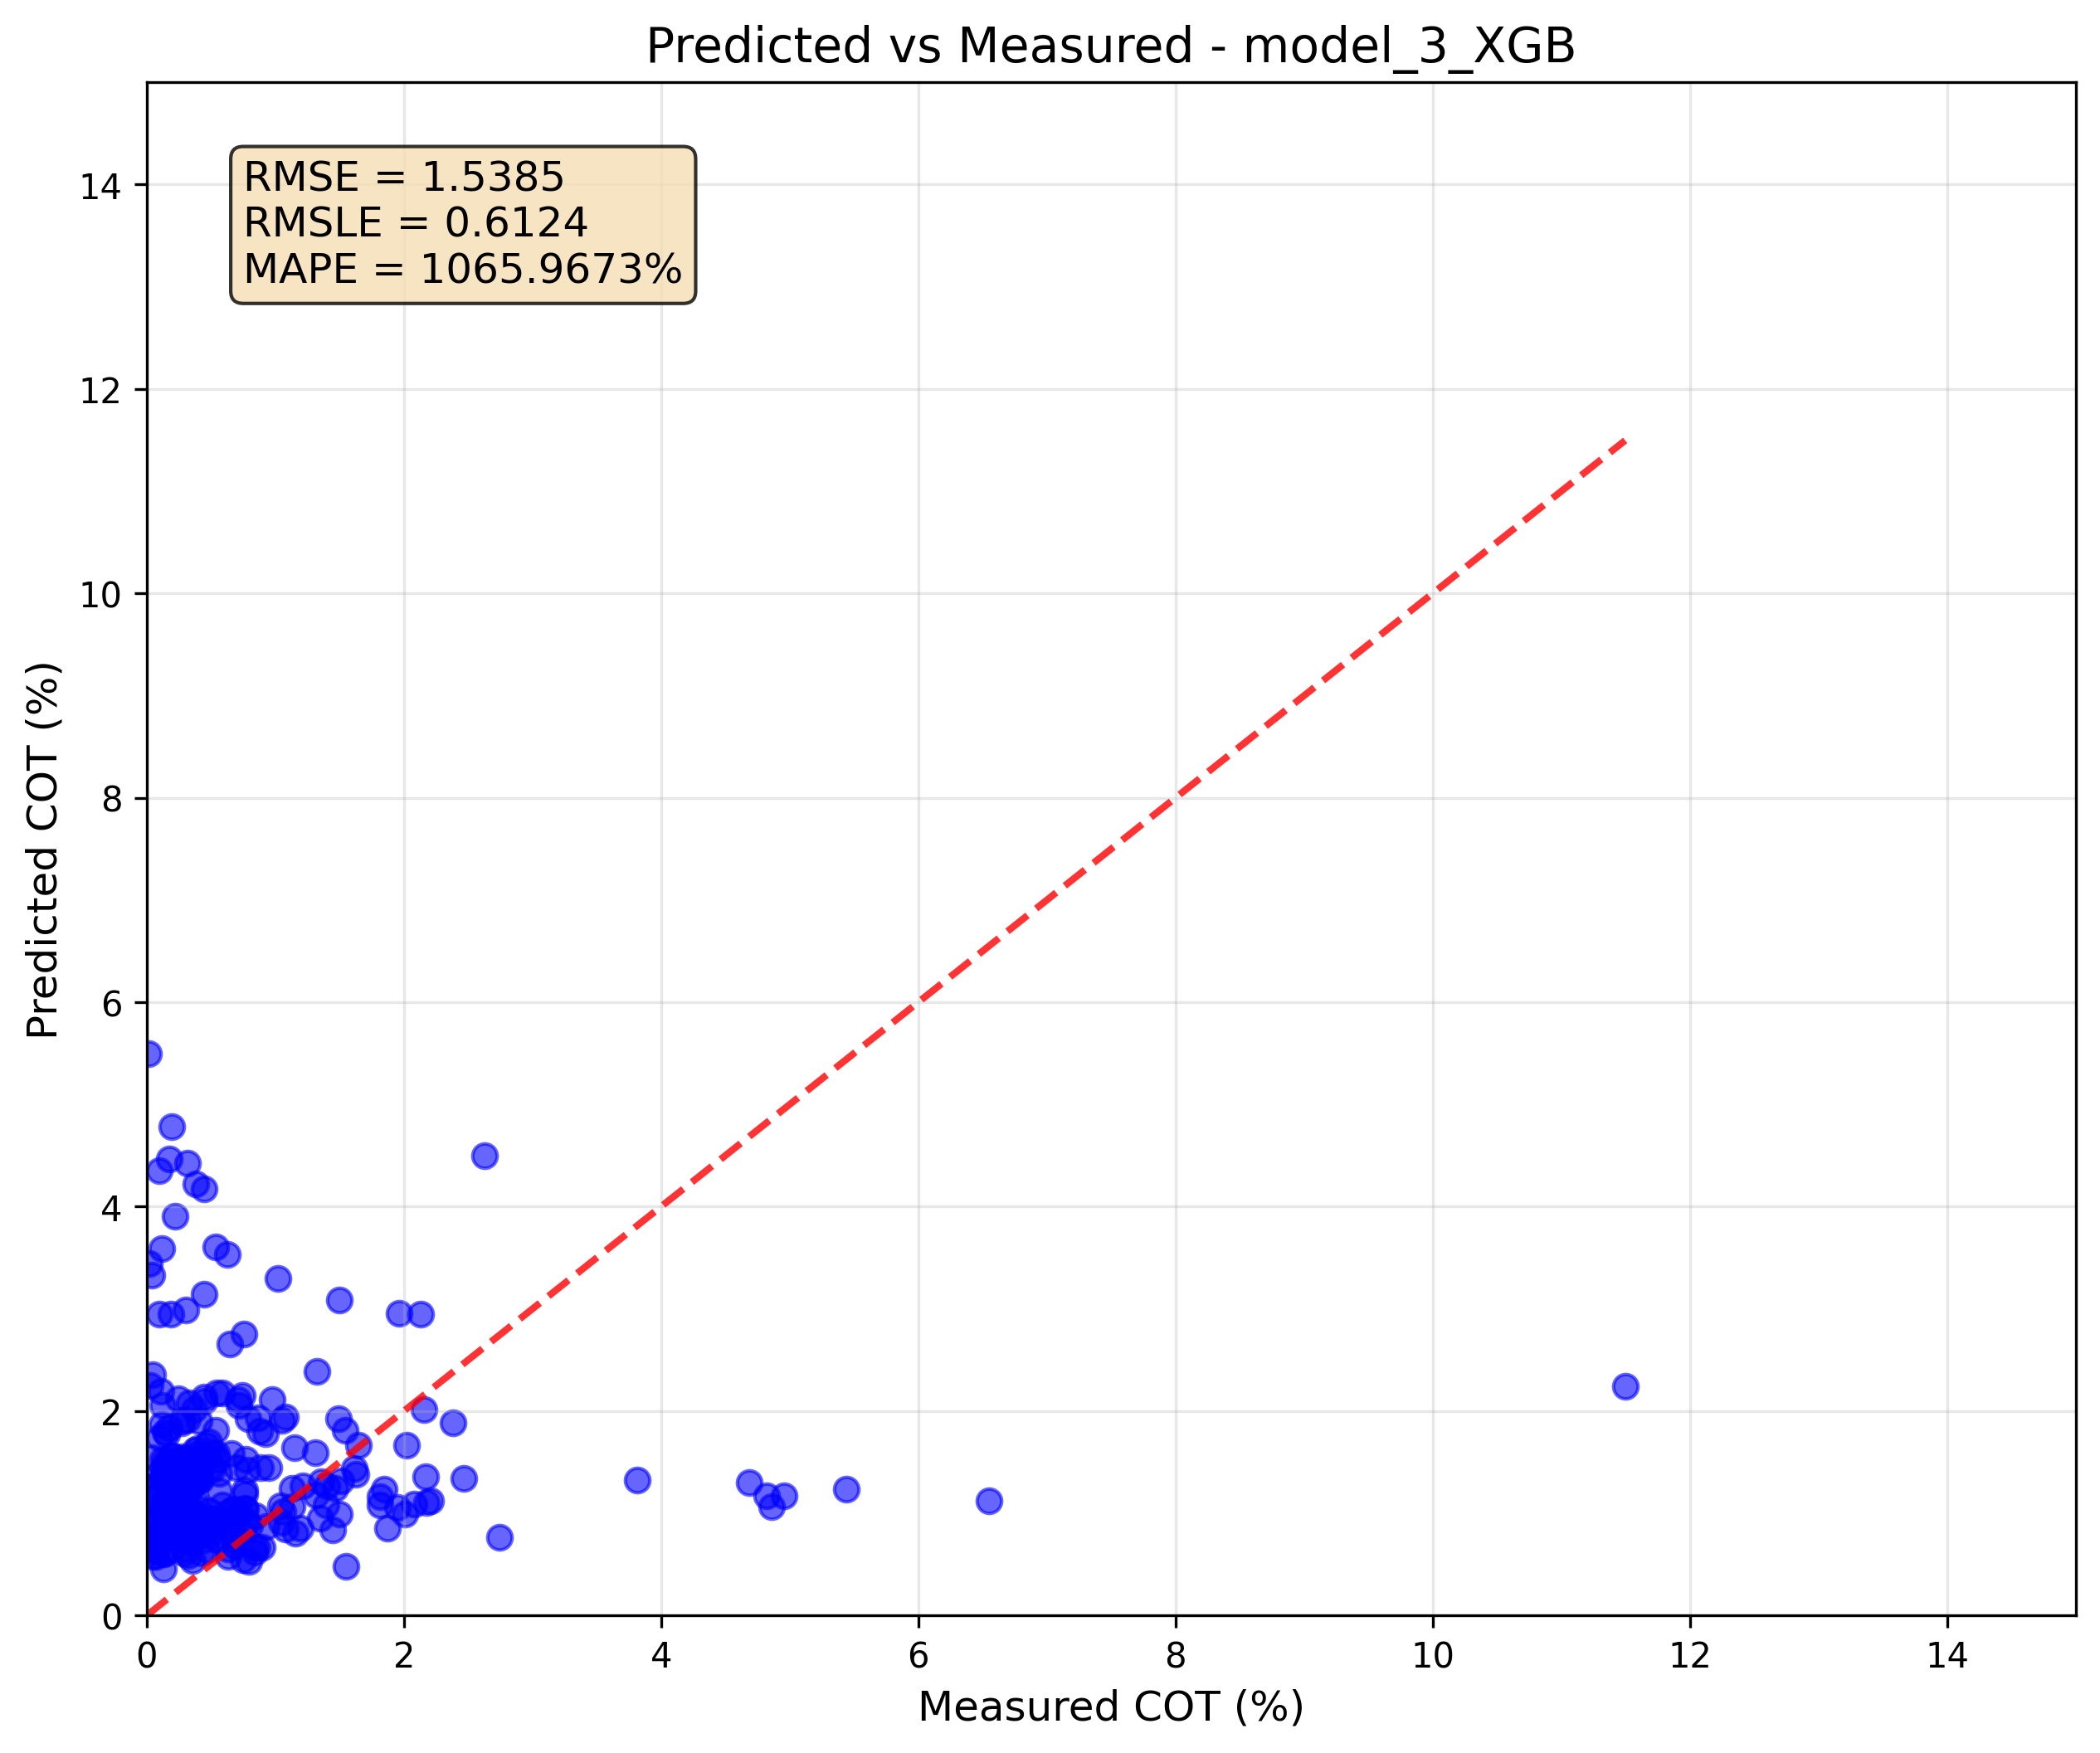 Predicted vs Measured - model_3_XGB
RMSE = 1.5385
RMSLE = 0.6124
MAPE = 1065.9673%
14
12
10
8
6
4
2
0
Predicted COT (%)
0 2 4 6 8 10 12 14
Measured COT (%)